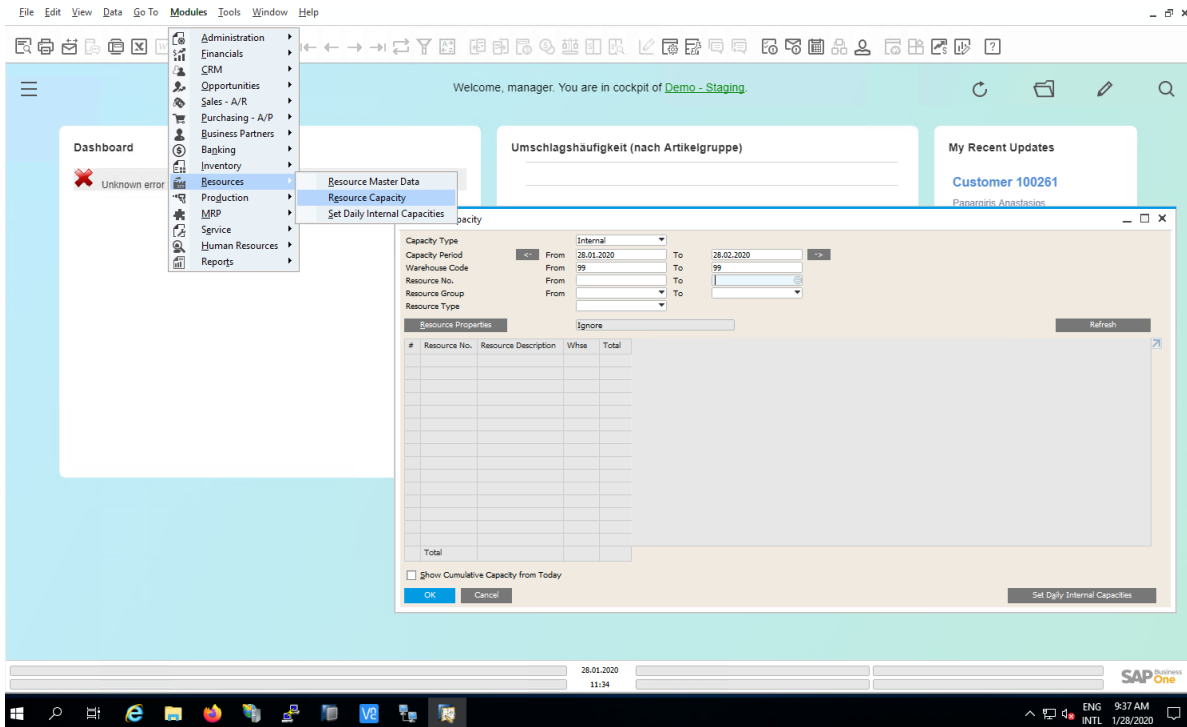 File Edit View Data Go To Modules Tools Window Help
Administration
Financials
CRM
Opportunities
Sales - A/R
Purchasing - A/P
Business Partners
Banking
Inventory
Resources
Production
MRP
Service
Human Resources
Reports
Resource Master Data
Resource Capacity
Set Daily Internal Capacities
Welcome, manager. You are in cockpit of Demo - Staging.
Dashboard
Unknown error
Umschlagshäufigkeit (nach Artikelgruppe)
My Recent Updates
Customer 100261
Papargiris Anastasios
pacity
Capacity Type Internal
Capacity Period <- From 28.01.2020 To 28.02.2020 ->
Warehouse Code From 99 To 99
Resource No. From To
Resource Group From To
Resource Type
Resource Properties Ignore Refresh
# Resource No. Resource Description Whse Total
Total
Show Cumulative Capacity from Today
OK Cancel Set Daily Internal Capacities
28.01.2020
11:34
SAP Business One
ENG 9:37 AM
INTL 1/28/2020